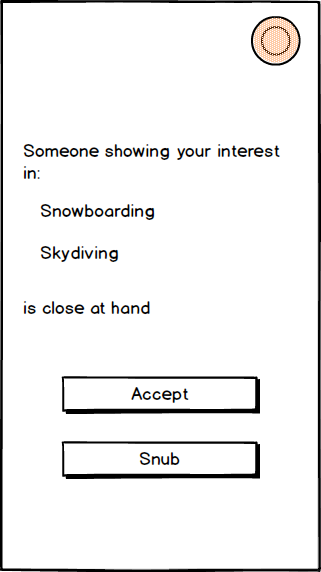 Someone showing your interest
in:
Snowboarding
Skydiving
is close at hand
Accept
Snub